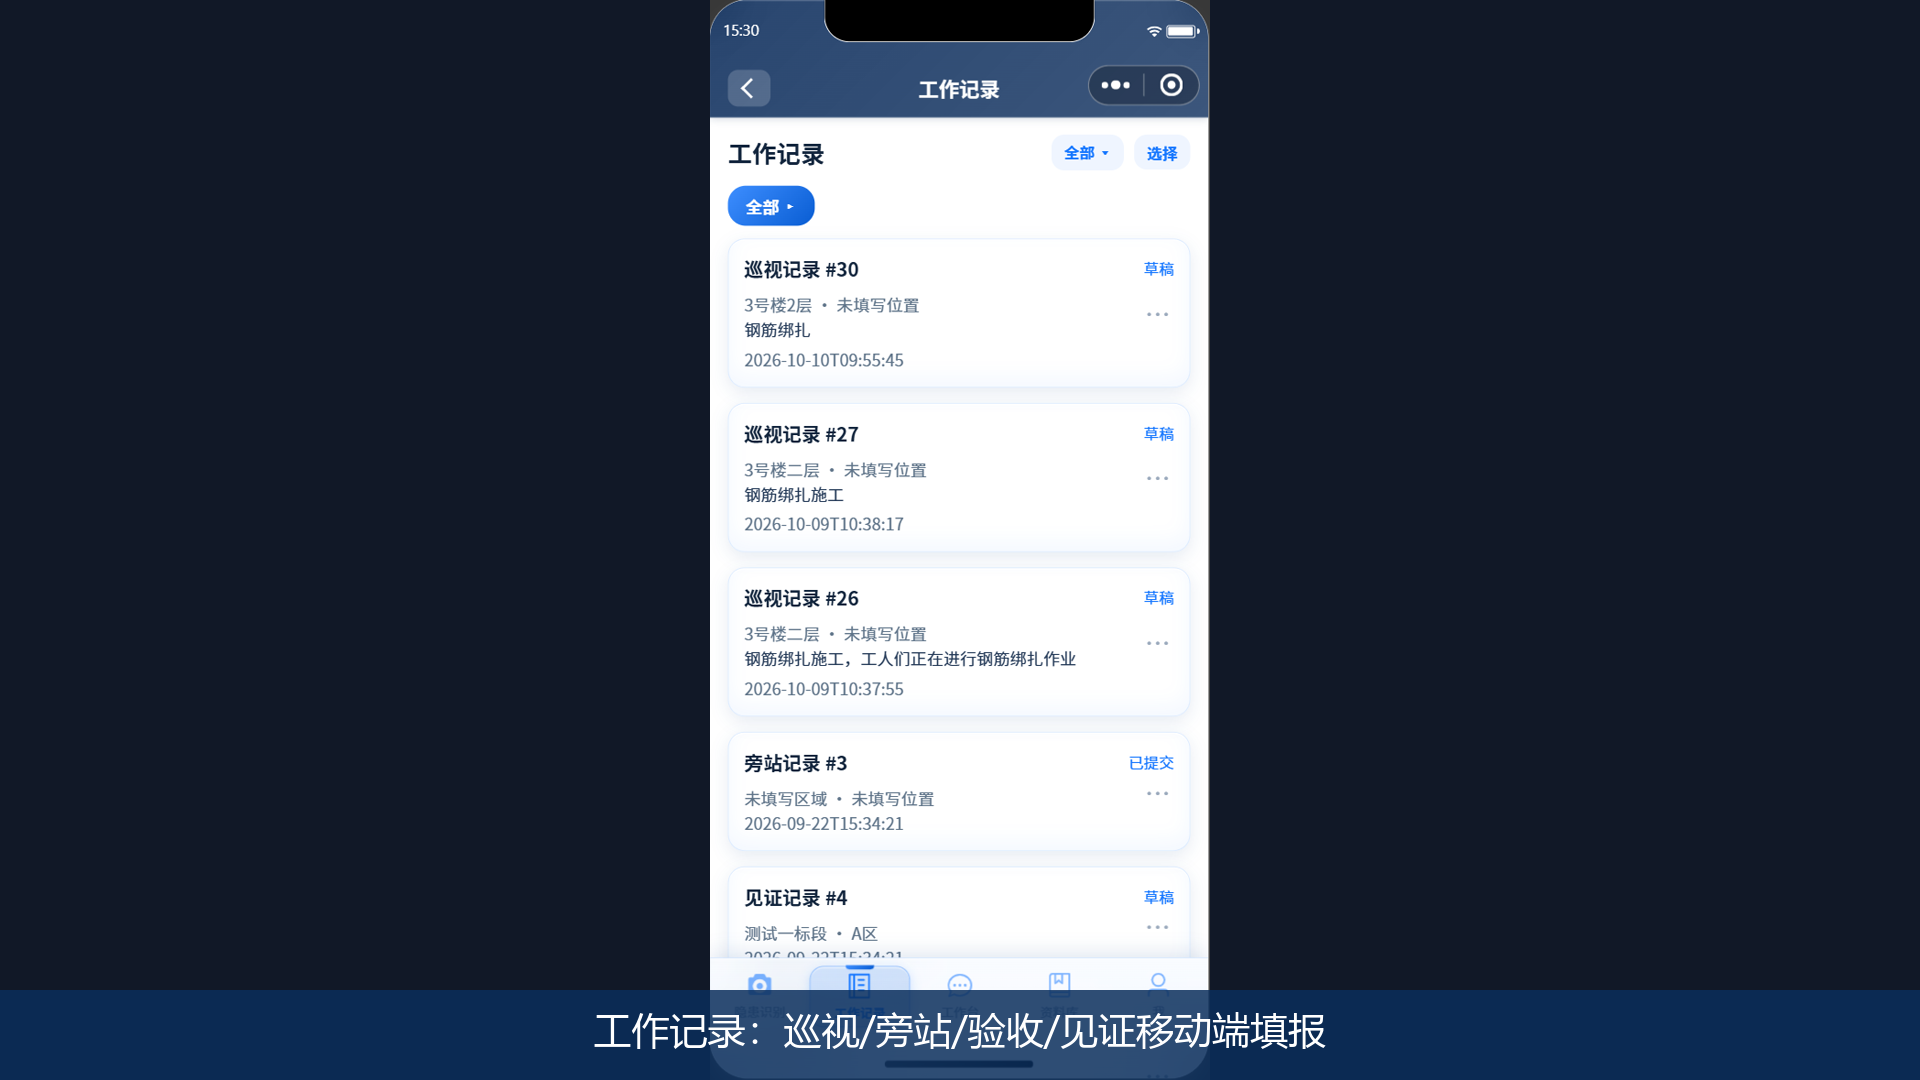 15:30
工作记录
工作记录
全部
选择
全部
巡视记录 #30
草稿
3号楼2层 · 未填写位置
钢筋绑扎
2026-10-10T09:55:45
巡视记录 #27
草稿
3号楼二层 · 未填写位置
钢筋绑扎施工
2026-10-09T10:38:17
巡视记录 #26
草稿
3号楼二层 · 未填写位置
钢筋绑扎施工，工人们正在进行钢筋绑扎作业
2026-10-09T10:37:55
旁站记录 #3
已提交
未填写区域 · 未填写位置
2026-09-22T15:34:21
见证记录 #4
草稿
测试一标段 · A区
2026-09-22T15:34:21
工作记录：巡视/旁站/验收/见证移动端填报